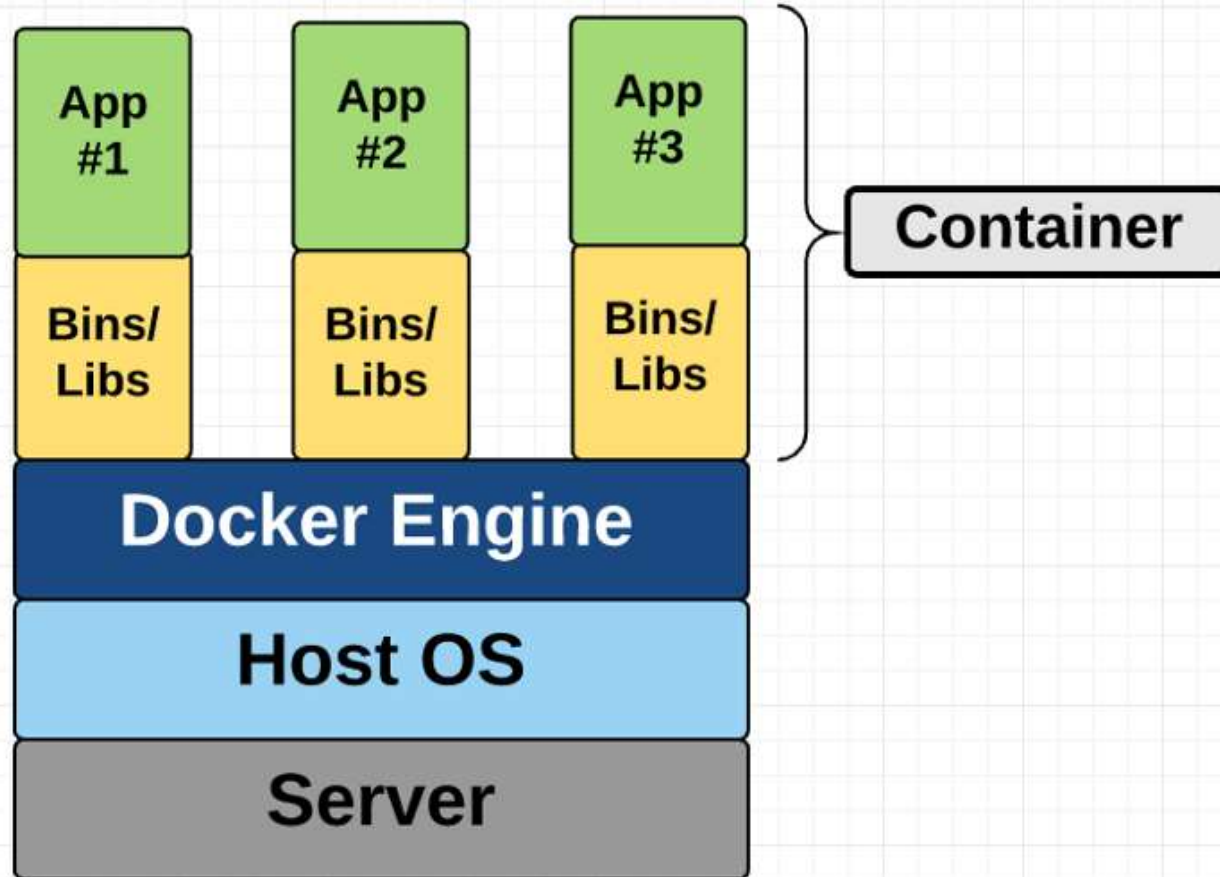 App
#1
App
#2
App
#3
Container
Bins/
Libs
Bins/
Libs
Bins/
Libs
Docker Engine
Host OS
Server